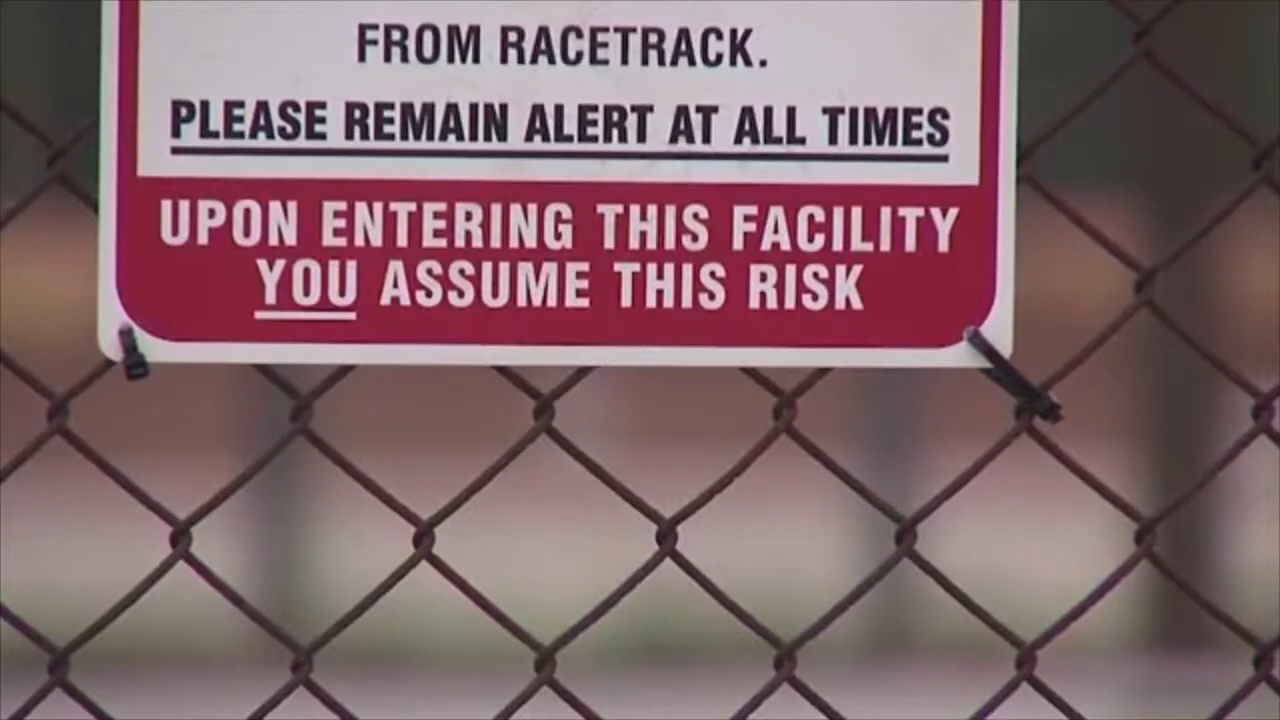 FROM RACETRACK.
PLEASE REMAIN ALERT AT ALL TIMES
UPON ENTERING THIS FACILITY
YOU ASSUME THIS RISK